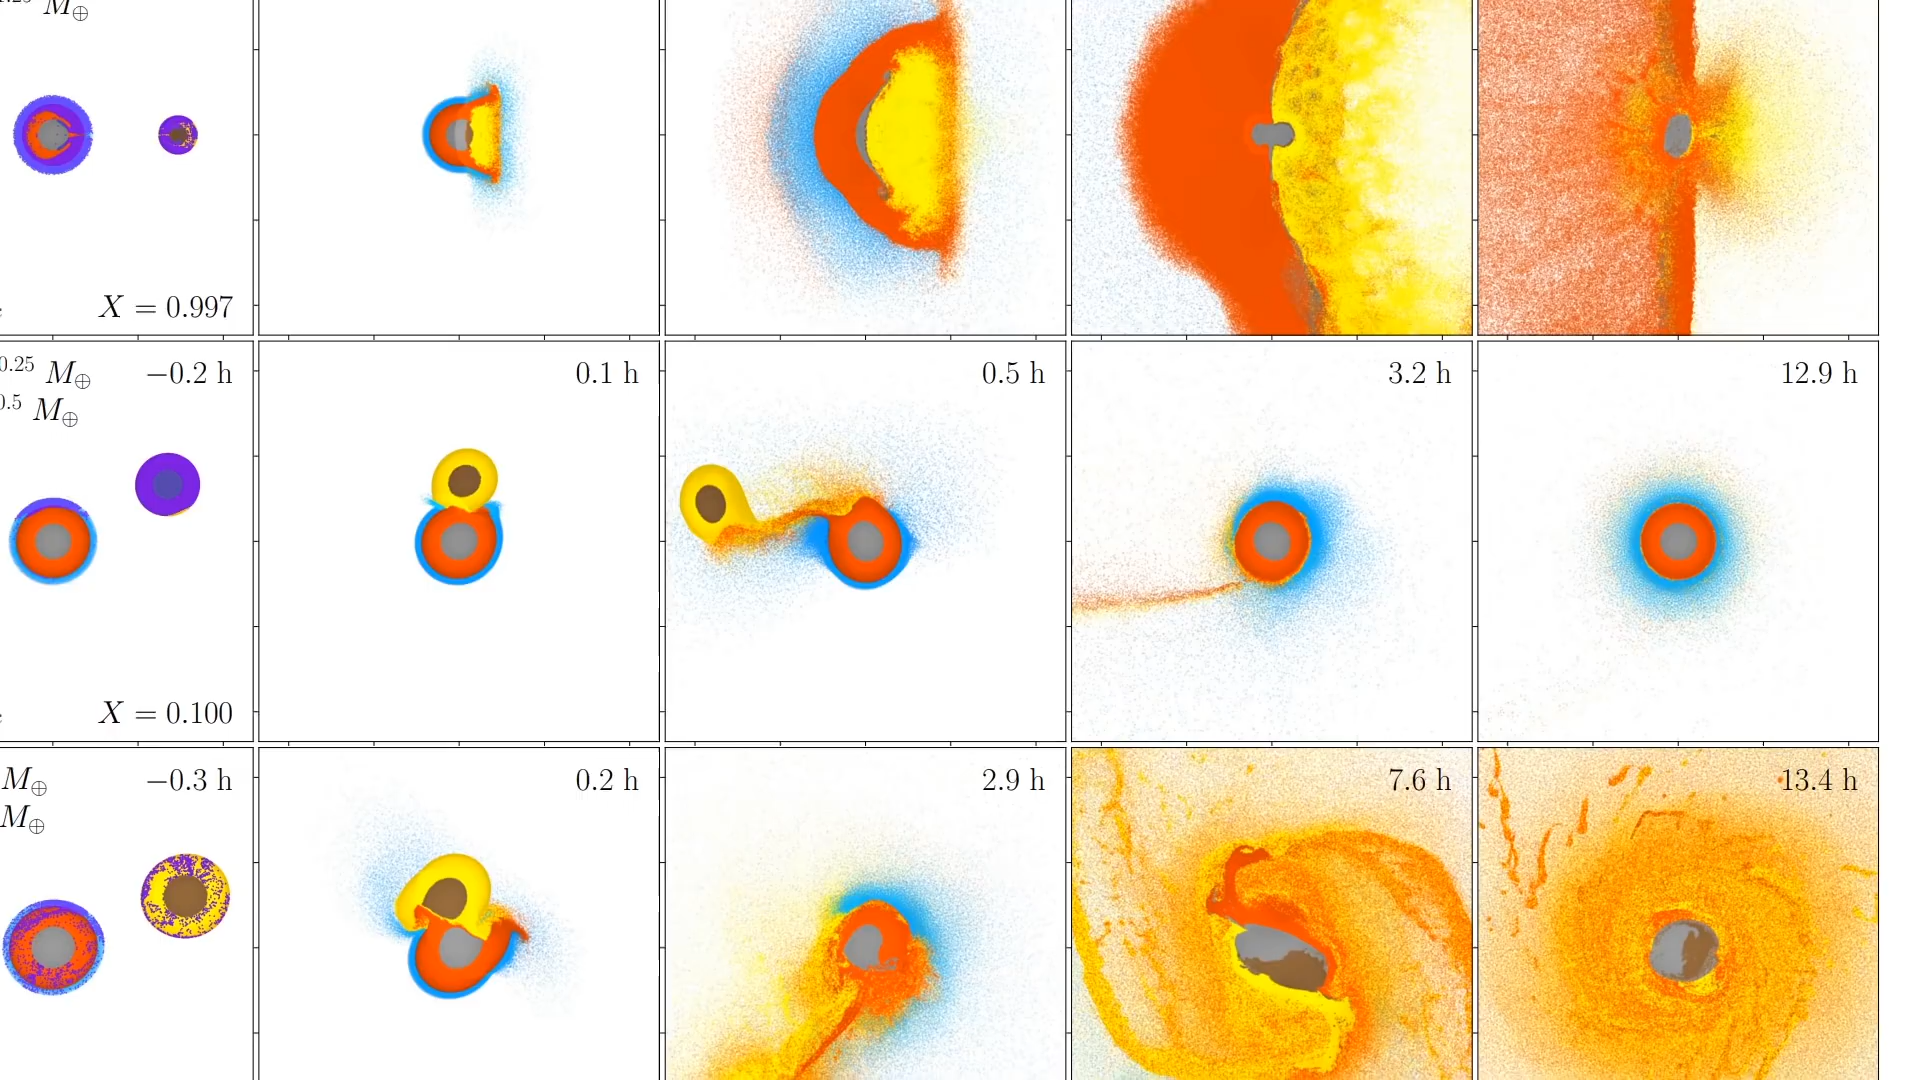 M⊕
X = 0.997
0.25 M⊕ −0.2 h 0.1 h 0.5 h 3.2 h 12.9 h
0.5 M⊕
X = 0.100
M⊕ −0.3 h 0.2 h 2.9 h 7.6 h 13.4 h
M⊕